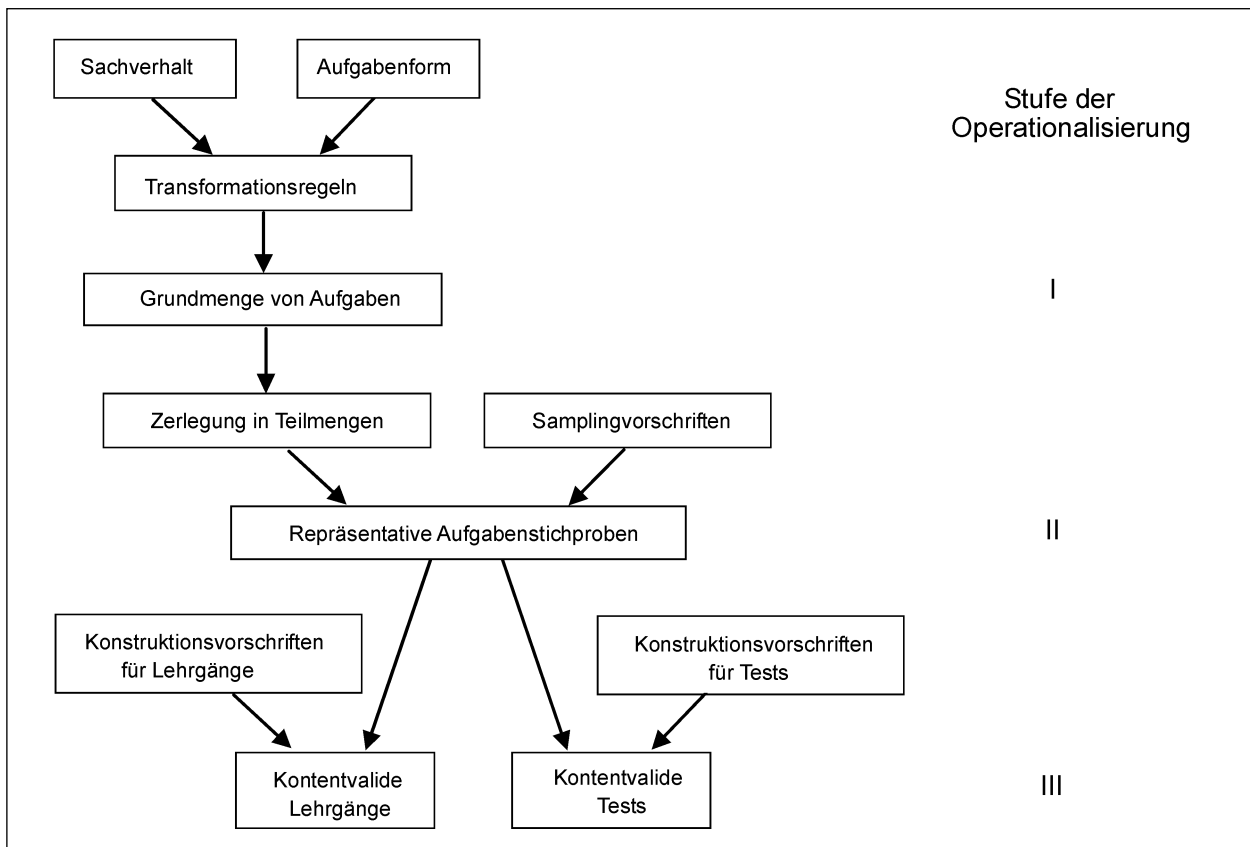 Sachverhalt
Aufgabenform
Stufe der
Operationalisierung
Transformationsregeln
Grundmenge von Aufgaben
I
Zerlegung in Teilmengen
Samplingvorschriften
Repräsentative Aufgabenstichproben
II
Konstruktionsvorschriften
für Lehrgänge
Konstruktionsvorschriften
für Tests
Kontentvalide
Lehrgänge
Kontentvalide
Tests
III